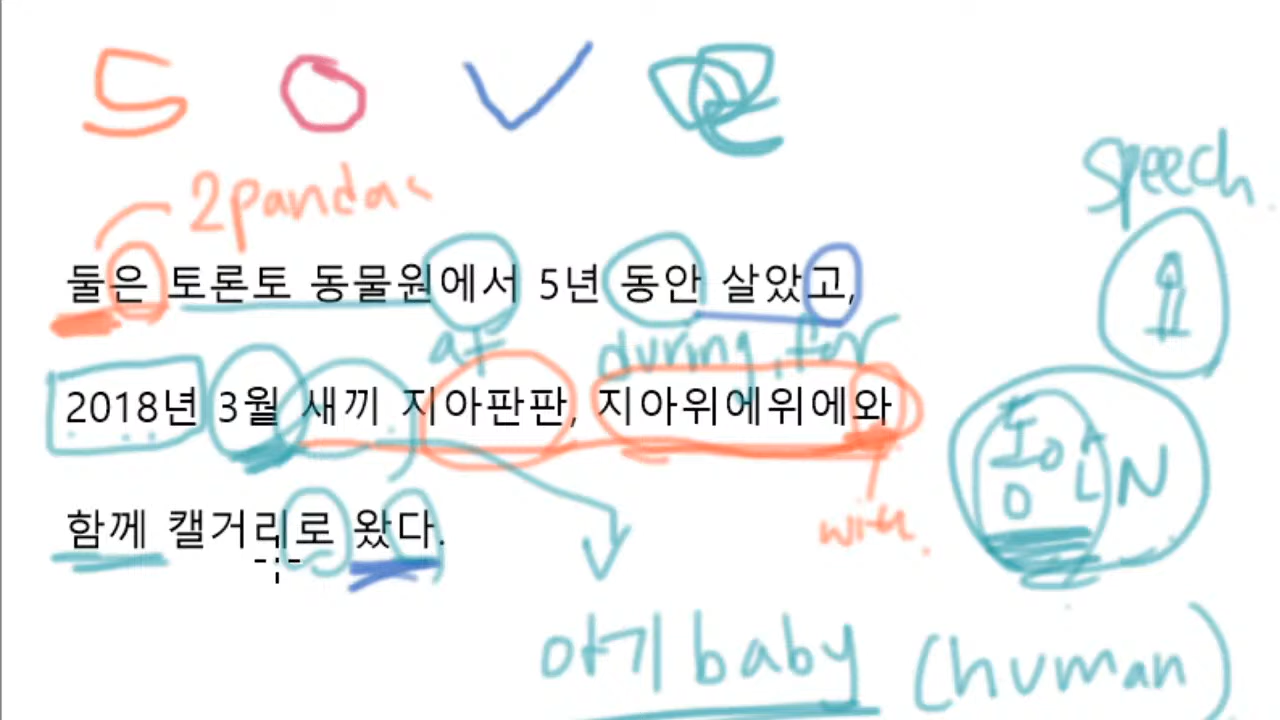 S O V
2pandas
speech
둘은 토론토 동물원에서 5년 동안 살았고,
at during, for
2018년 3월 새끼 지아판판, 지아위에위에와
N
with.
함께 캘거리로 왔다.
아기 baby (human)